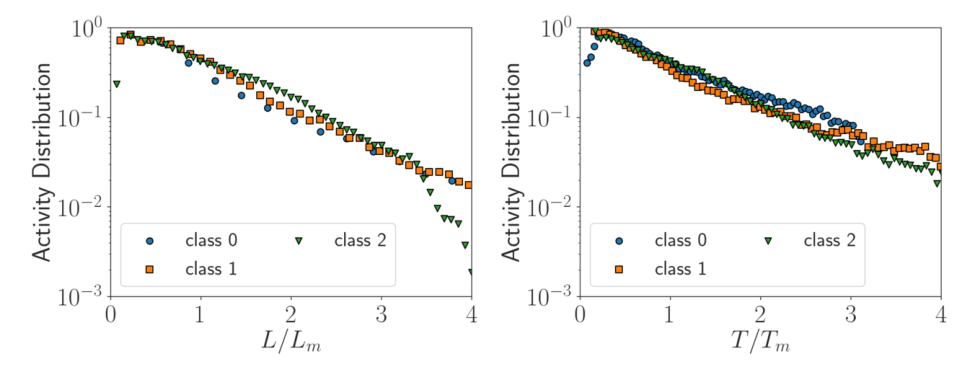 Activity Distribution
10^0
10^-1
10^-2
10^-3
class 0
class 1
class 2
0 1 2 3 4
L/L_m
Activity Distribution
10^0
10^-1
10^-2
10^-3
class 0
class 1
class 2
0 1 2 3 4
T/T_m